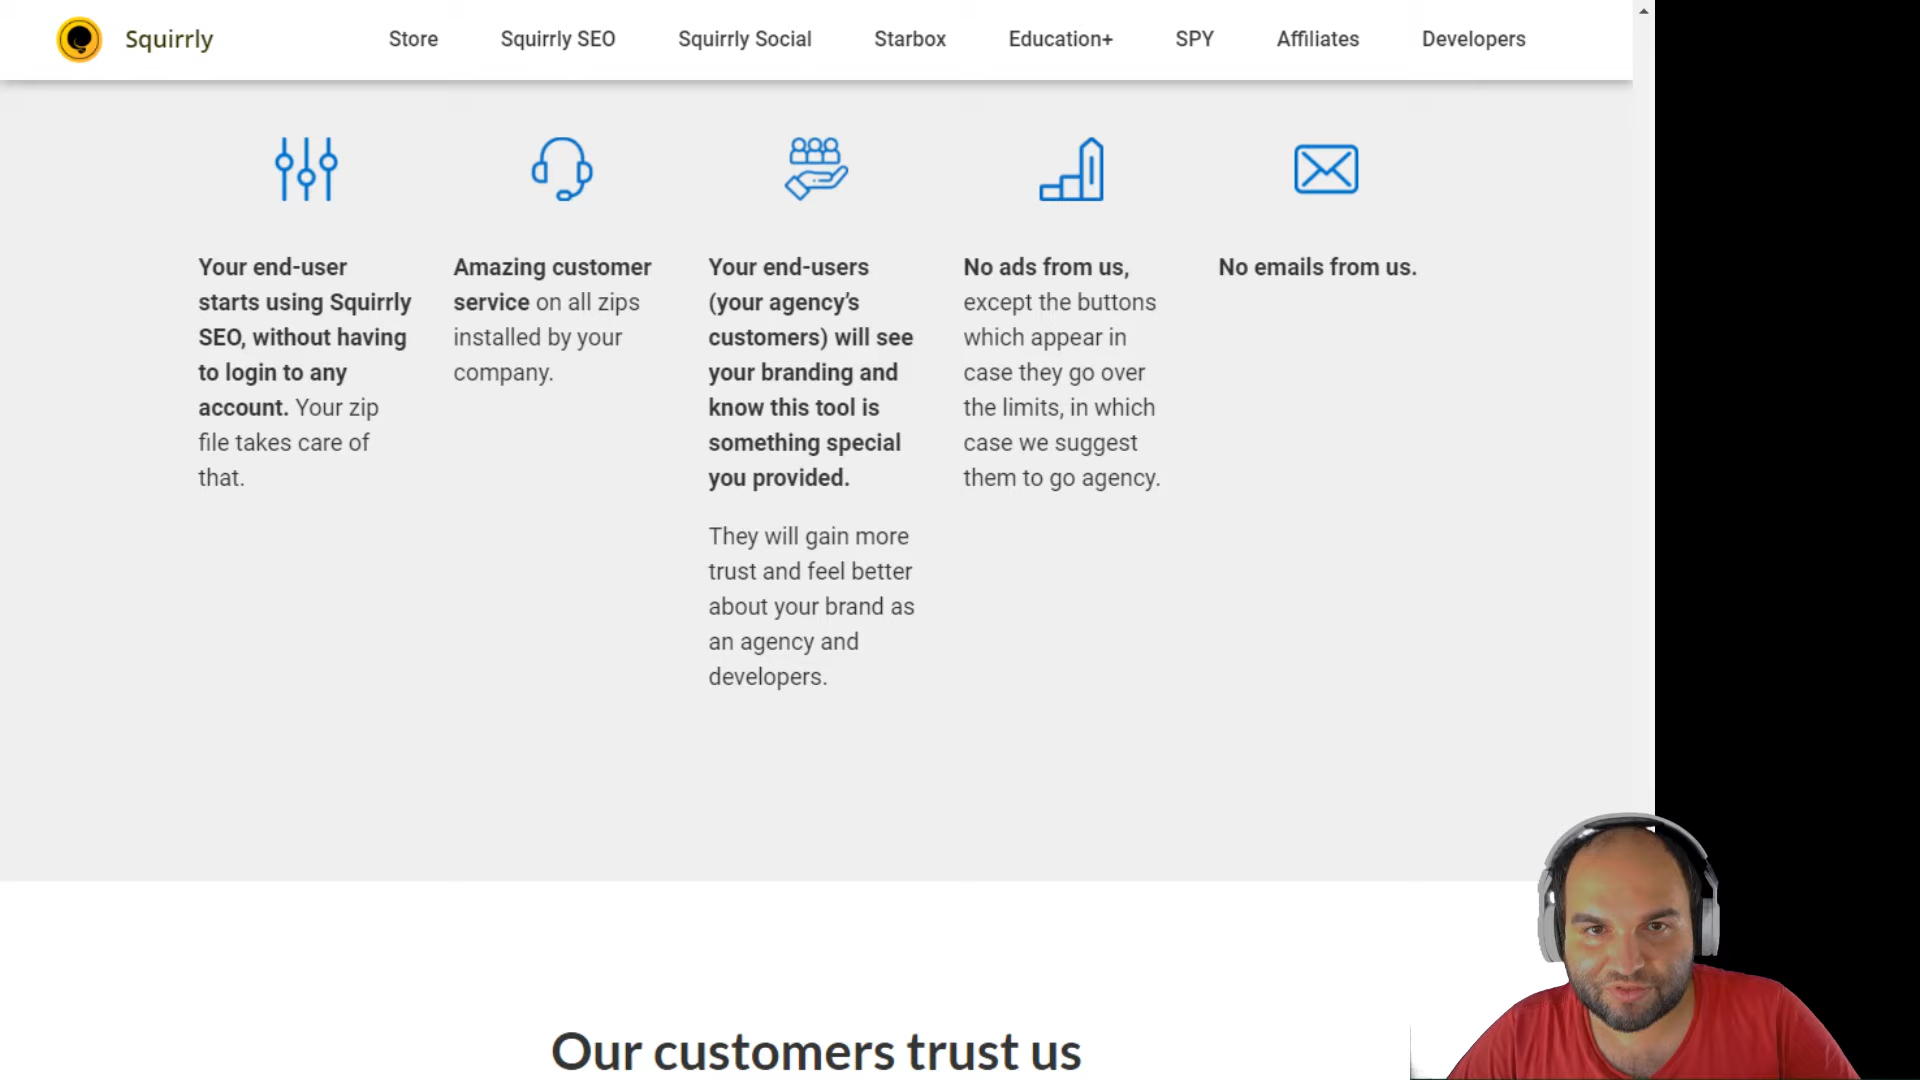 Squirrly
Store
Squirrly SEO
Squirrly Social
Starbox
Education+
SPY
Affiliates
Developers
Your end-user
starts using Squirrly
SEO, without having
to login to any
account. Your zip
file takes care of
that.
Amazing customer
service on all zips
installed by your
company.
Your end-users
(your agency’s
customers) will see
your branding and
know this tool is
something special
you provided.
They will gain more
trust and feel better
about your brand as
an agency and
developers.
No ads from us,
except the buttons
which appear in
case they go over
the limits, in which
case we suggest
them to go agency.
No emails from us.
Our customers trust us